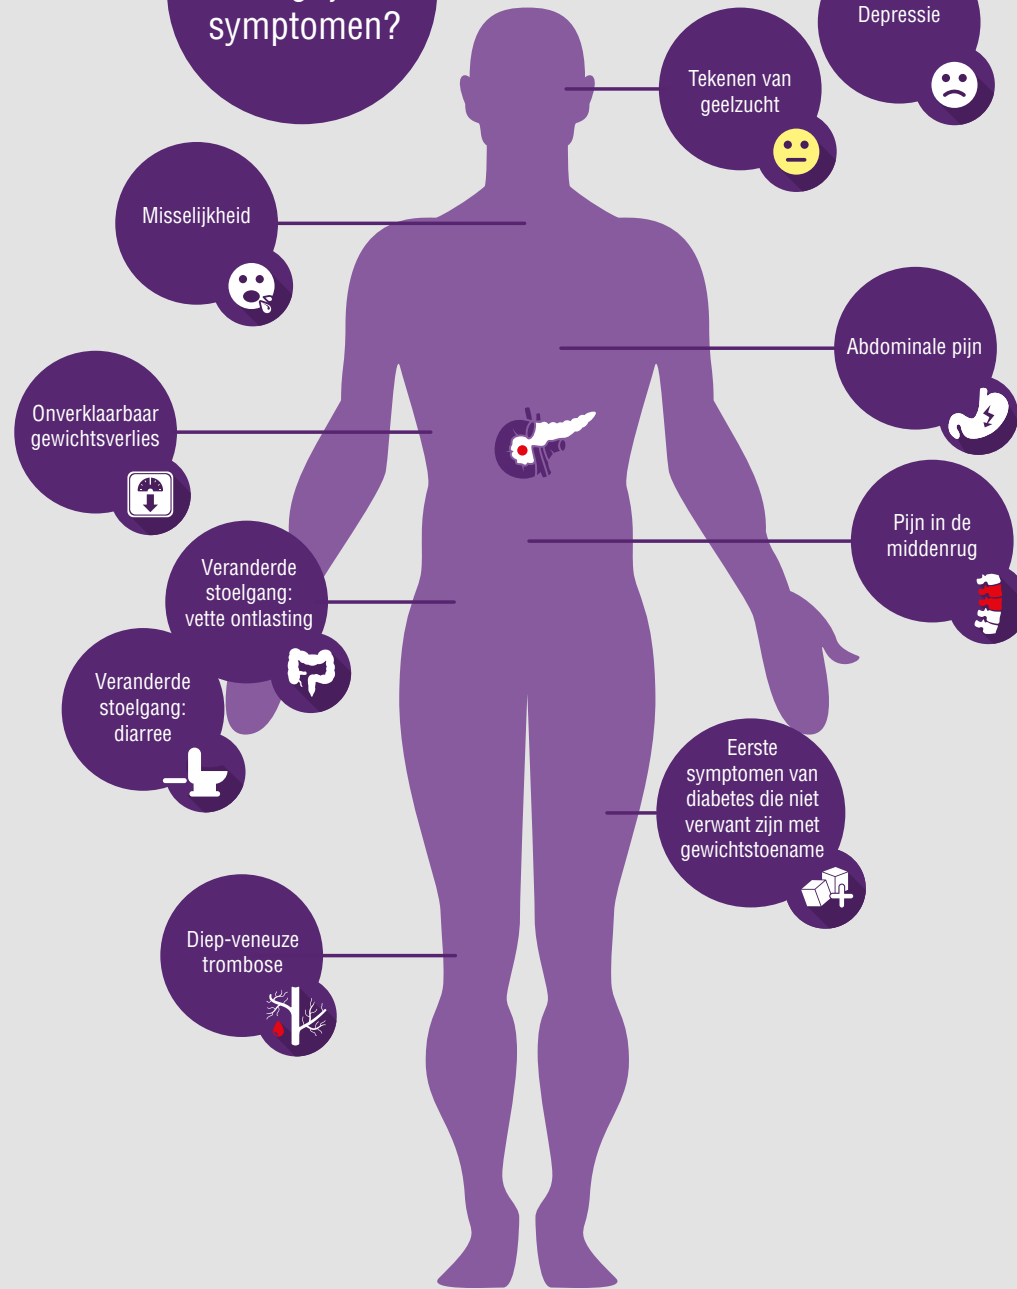 symptomen?
Depressie
Tekenen van
geelzucht
Misselijkheid
Abdominale pijn
Onverklaarbaar
gewichtsverlies
Pijn in de
middenrug
Veranderde
stoelgang:
vette ontlasting
Veranderde
stoelgang:
diarree
Eerste
symptomen van
diabetes die niet
verwant zijn met
gewichtstoename
Diep-veneuze
trombose